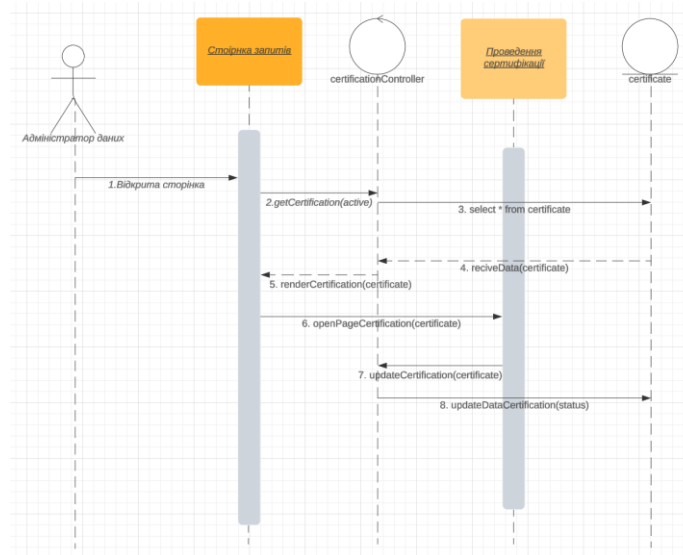 Стоірнка запитів
Проведення
сертифікації
certificationController
certificate
Адміністратор даних
1.Відкрита сторінка
2.getCertification(active)
3. select * from certificate
4. reciveData(certificate)
5. renderCertification(certificate)
6. openPageCertification(certificate)
7. updateCertification(certificate)
8. updateDataCertification(status)